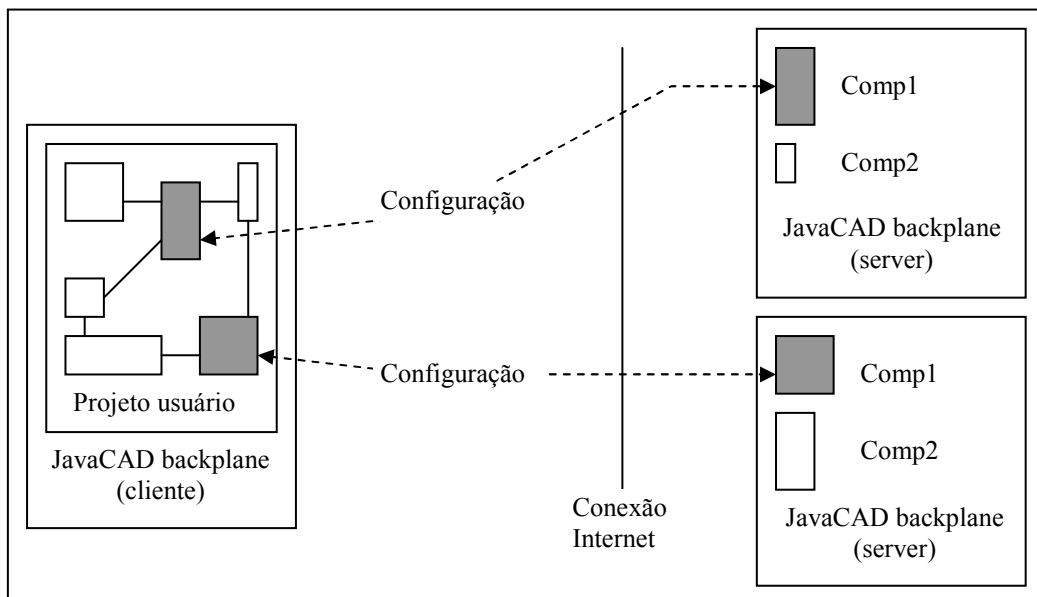 Projeto usuário
JavaCAD backplane
(cliente)
Configuração
Configuração
Conexão
Internet
Comp1
Comp2
JavaCAD backplane
(server)
Comp1
Comp2
JavaCAD backplane
(server)